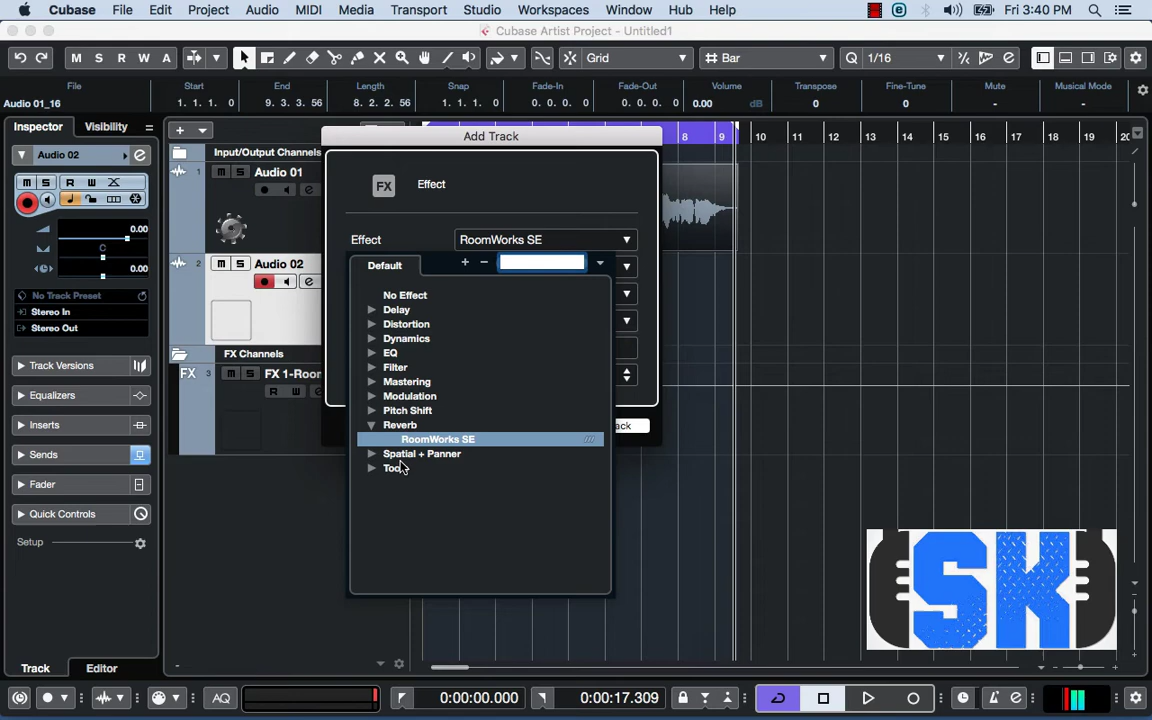 Cubase File Edit Project Audio MIDI Media Transport Studio Workspaces Window Hub Help Fri 3:40 PM
Cubase Artist Project - Untitled1
M S R W A Grid Bar Q 1/16
File Start End Length Snap Fade-In Fade-Out Volume Transpose Fine-Tune Mute Musical Mode
Audio 01_16 1. 1. 1. 0 9. 3. 3. 56 8. 2. 2. 56 1. 1. 1. 0 0. 0. 0. 0 0. 0. 0. 0 0.00 dB 0 0 - -
Inspector Visibility
Add Track
8 9 10 11 12 13 14 15 16 17 18 19 20
Input/Output Channels
Audio 02 e
1 m S Audio 01
m S R W
FX Effect
0.00
C
0.00
Effect RoomWorks SE
2 m S Audio 02
Default + -
No Track Preset
Stereo In
Stereo Out
No Effect
Delay
Distortion
Dynamics
EQ
Filter
Mastering
Modulation
Pitch Shift
Reverb
RoomWorks SE
Spatial + Panner
Too
FX Channels
FX 3 m S FX 1-Roon
R W
ack
Track Versions
Equalizers
Inserts
Sends
Fader
Quick Controls
Setup
SK
Track Editor
AQ 0:00:00.000 0:00:17.309